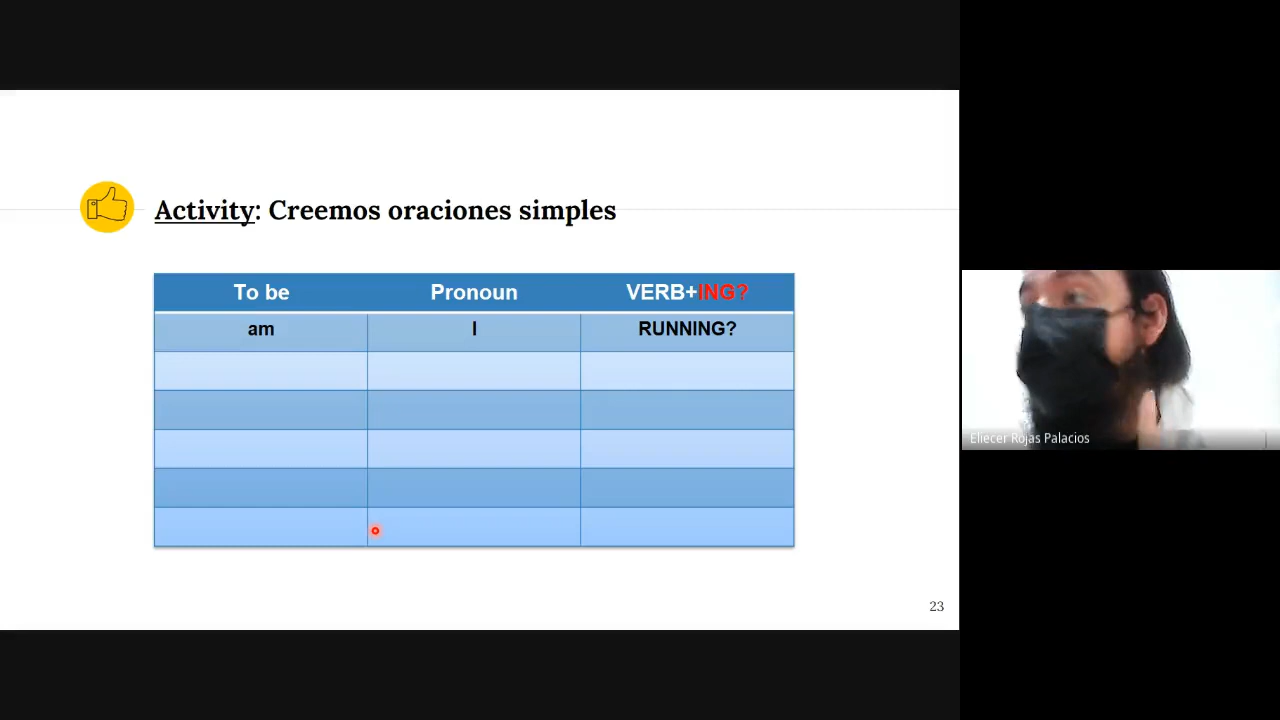 Activity: Creemos oraciones simples
To be Pronoun VERB+ING?
am I RUNNING?
Eliecer Rojas Palacios
23